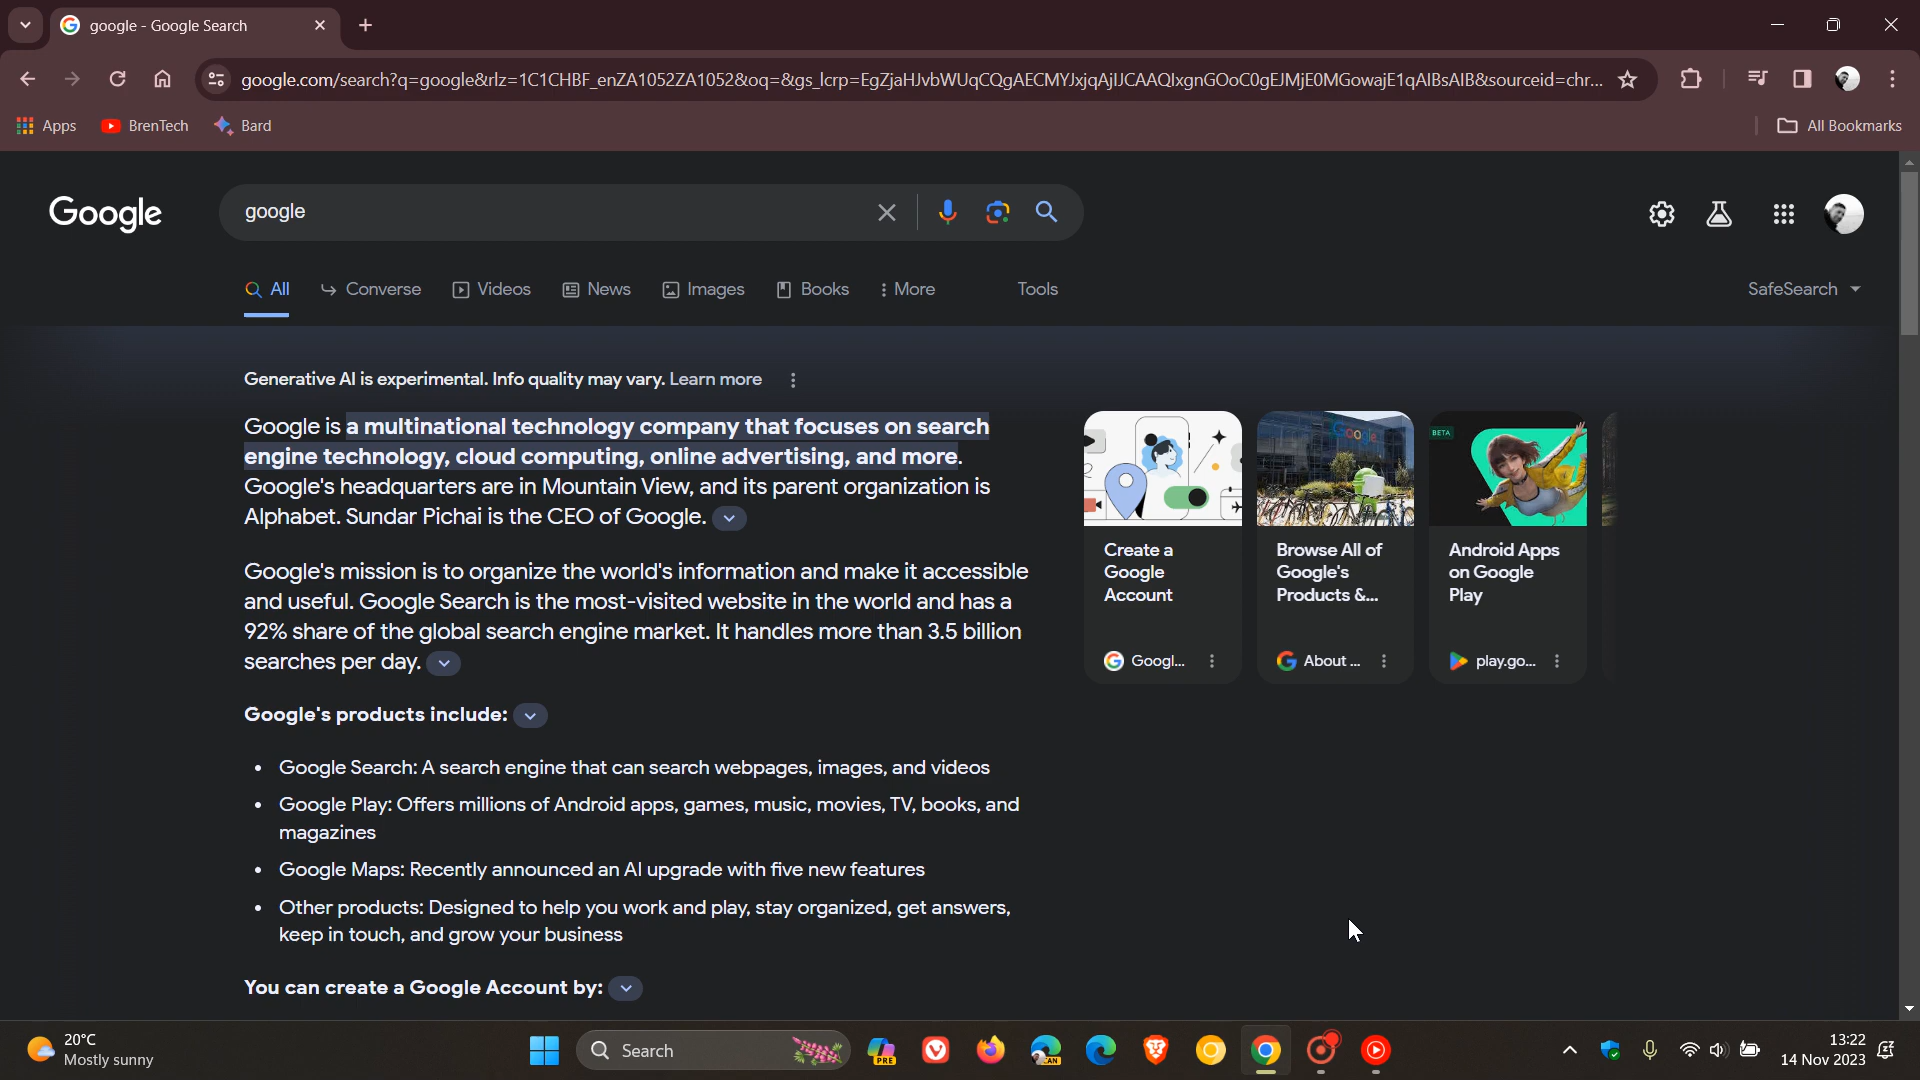 google - Google Search
google.com/search?q=google&rlz=1C1CHBF_enZA1052ZA1052&oq=&gs_lcrp=EgZjaHJvbWUqCQgAECMYJxjqAjIJCAAQIxgnGOoC0gEJMjE0MGowajE1qAIBsAIB&sourceid=chr...
Apps
BrenTech
Bard
All Bookmarks
Google
google
All
Converse
Videos
News
Images
Books
More
Tools
SafeSearch
Generative AI is experimental. Info quality may vary. Learn more
Google is a multinational technology company that focuses on search
engine technology, cloud computing, online advertising, and more.
Google's headquarters are in Mountain View, and its parent organization is
Alphabet. Sundar Pichai is the CEO of Google.
Google's mission is to organize the world's information and make it accessible
and useful. Google Search is the most-visited website in the world and has a
92% share of the global search engine market. It handles more than 3.5 billion
searches per day.
Google's products include:
• Google Search: A search engine that can search webpages, images, and videos
• Google Play: Offers millions of Android apps, games, music, movies, TV, books, and
magazines
• Google Maps: Recently announced an AI upgrade with five new features
• Other products: Designed to help you work and play, stay organized, get answers,
keep in touch, and grow your business
You can create a Google Account by:
Create a
Google
Account
Googl...
Google
Browse All of
Google's
Products &...
About ...
BETA
Android Apps
on Google
Play
play.go...
20°C
Mostly sunny
Search
PRE
CAN
13:22
14 Nov 2023